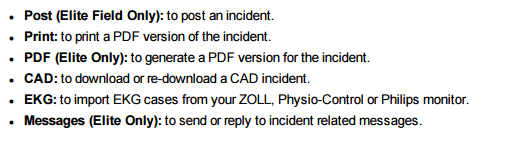 • Post (Elite Field Only): to post an incident.
• Print: to print a PDF version of the incident.
• PDF (Elite Only): to generate a PDF version for the incident.
• CAD: to download or re-download a CAD incident.
• EKG: to import EKG cases from your ZOLL, Physio-Control or Philips monitor.
• Messages (Elite Only): to send or reply to incident related messages.